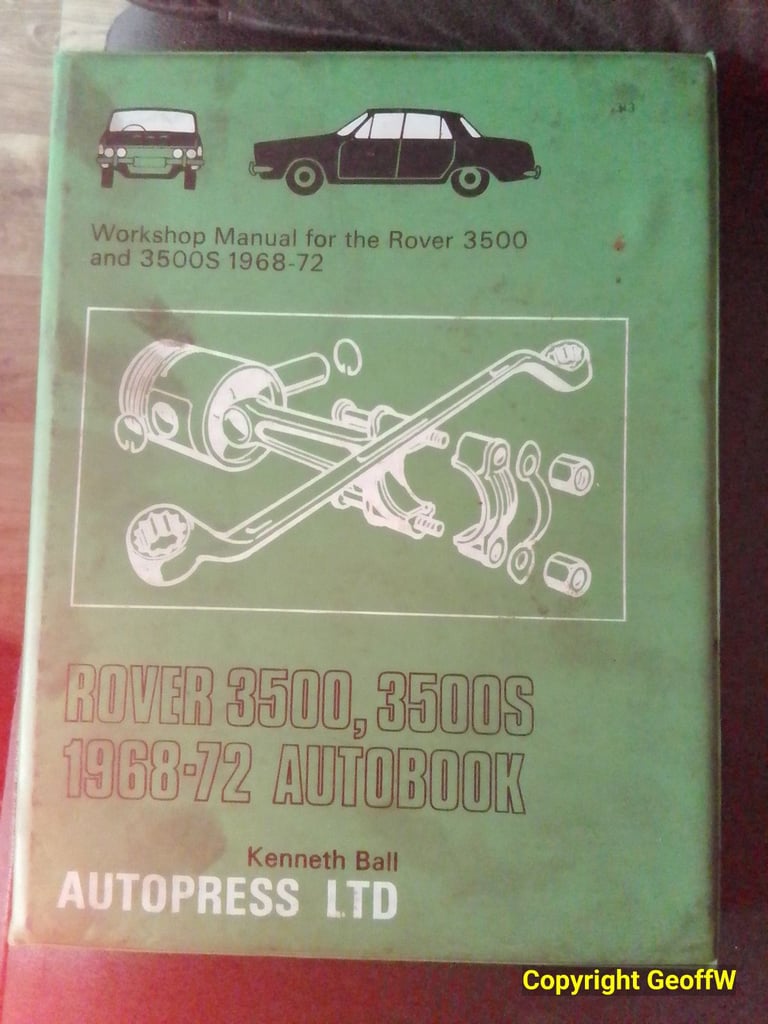 Workshop Manual for the Rover 3500
and 3500S 1968-72
ROVER 3500, 3500S
1968-72 AUTOBOOK
Kenneth Ball
AUTOPRESS LTD
Copyright GeoffW